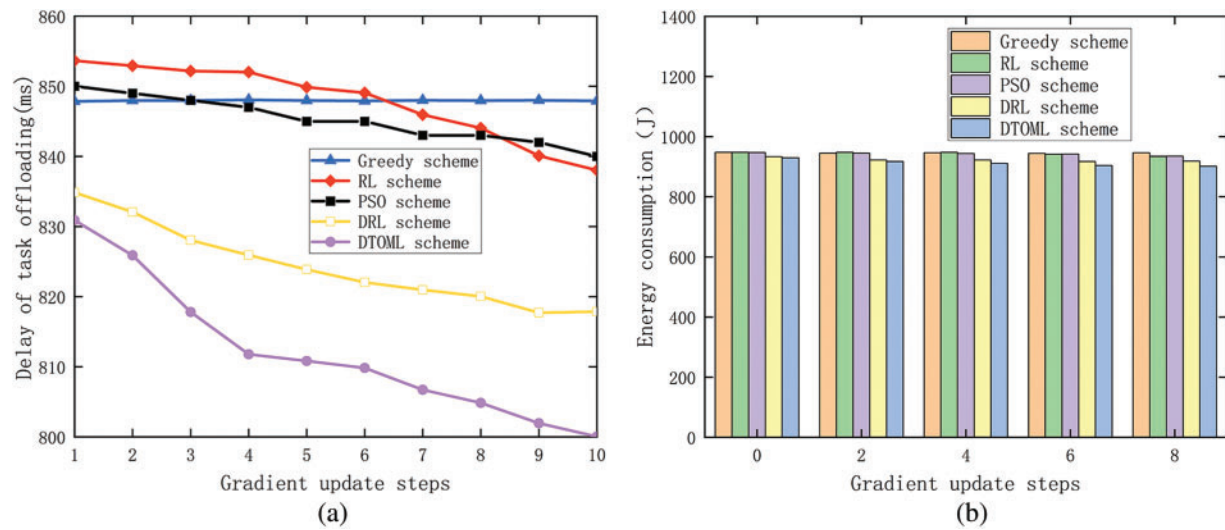 860
850
840
830
820
810
800
Delay of task offloading(ms)
Greedy scheme
RL scheme
PSO scheme
DRL scheme
DTOML scheme
1 2 3 4 5 6 7 8 9 10
Gradient update steps
(a)
1400
1200
1000
800
600
400
200
0
Energy consumption (J)
Greedy scheme
RL scheme
PSO scheme
DRL scheme
DTOML scheme
0 2 4 6 8
Gradient update steps
(b)